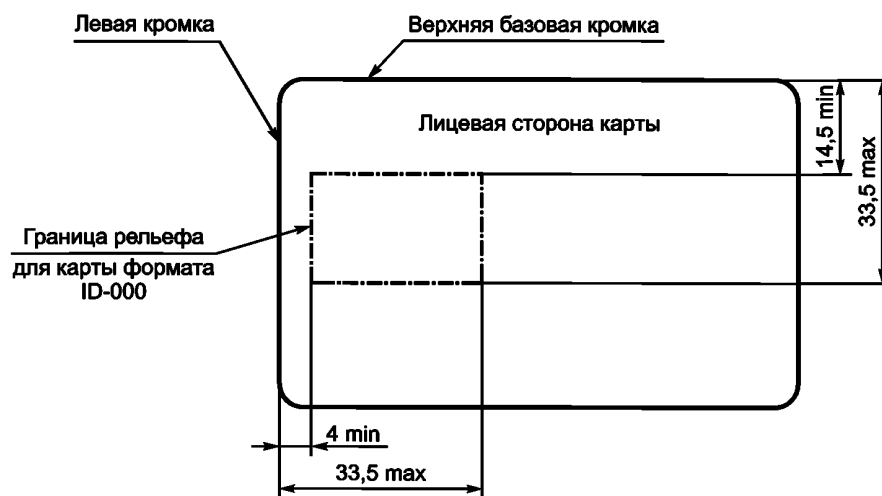 Левая кромка
Верхняя базовая кромка
Лицевая сторона карты
14,5 min
33,5 max
Граница рельефа
для карты формата
ID-000
4 min
33,5 max